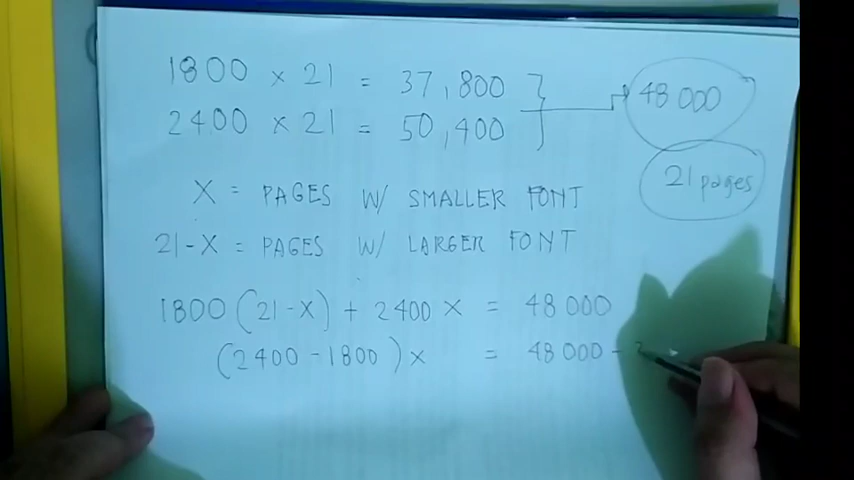 1800 x 21 = 37,800
2400 x 21 = 50,400
48 000
21 pages
X = PAGES W/ SMALLER FONT
21-X = PAGES W/ LARGER FONT
1800 (21-X) + 2400 X = 48 000
(2400 - 1800) X = 48 000 - 3